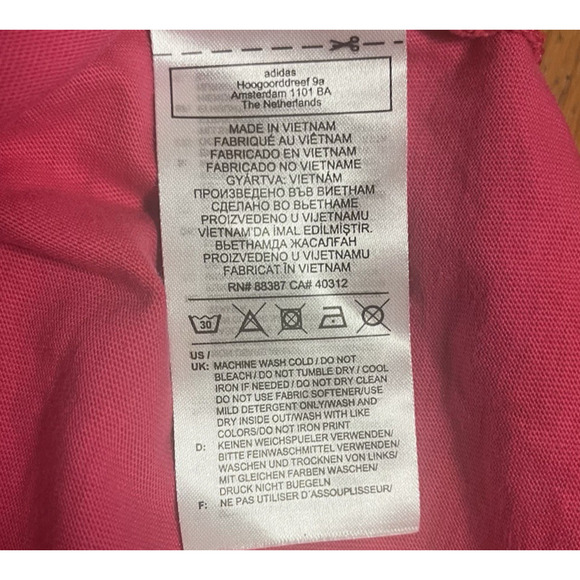 adidas
Hoogoorddreef 9a
Amsterdam 1101 BA
The Netherlands
MADE IN VIETNAM
FABRIQUÉ AU VIÊTNAM
FABRICADO EN VIETNAM
FABRICADO NO VIETNAME
GYÁRTVA: VIETNÁM
ПРОИЗВЕДЕНО ВЪВ ВИЕТНАМ
СДЕЛАНО ВО ВЬЕТНАМЕ
PROIZVEDENO U VIJETNAMU
VIETNAM'DA İMAL EDİLMİŞTİR.
ВЬЕТНАМДА ЖАСАЛҒАН
PROIZVEDENO U VIJETNAMU
FABRICAT ÎN VIETNAM
RN# 88387 CA# 40312
30
US /
UK: MACHINE WASH COLD / DO NOT
BLEACH / DO NOT TUMBLE DRY / COOL
IRON IF NEEDED / DO NOT DRY CLEAN
DO NOT USE FABRIC SOFTENER/USE
MILD DETERGENT ONLY/WASH AND
DRY INSIDE OUT/WASH WITH LIKE
COLORS/DO NOT IRON PRINT
D: KEINEN WEICHSPUELER VERWENDEN/
BITTE FEINWASCHMITTEL VERWENDEN/
WASCHEN UND TROCKNEN VON LINKS/
MIT GLEICHEN FARBEN WASCHEN/
DRUCK NICHT BUEGELN
F: NE PAS UTILISER D'ASSOUPLISSEUR/